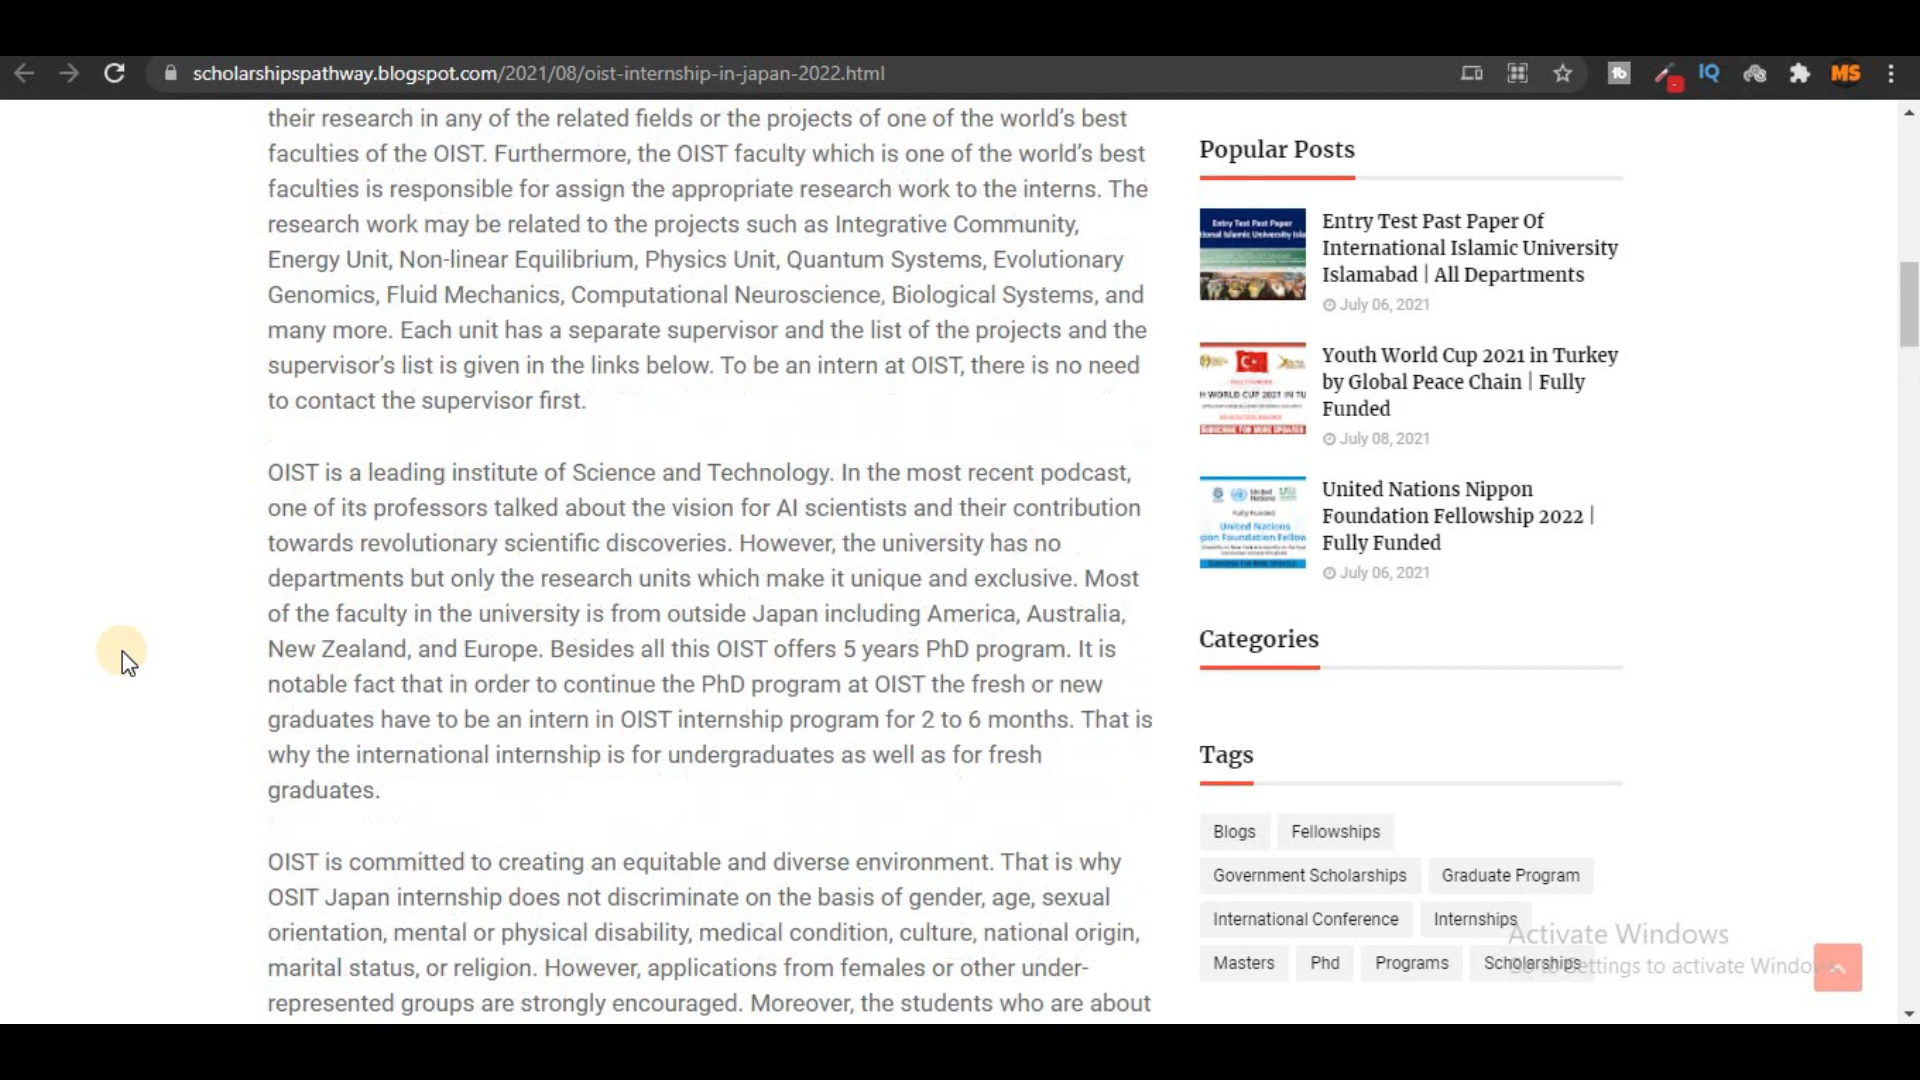 scholarshipspathway.blogspot.com/2021/08/oist-internship-in-japan-2022.html
tb
IQ
MS
their research in any of the related fields or the projects of one of the world's best
faculties of the OIST. Furthermore, the OIST faculty which is one of the world's best
faculties is responsible for assign the appropriate research work to the interns. The
research work may be related to the projects such as Integrative Community,
Energy Unit, Non-linear Equilibrium, Physics Unit, Quantum Systems, Evolutionary
Genomics, Fluid Mechanics, Computational Neuroscience, Biological Systems, and
many more. Each unit has a separate supervisor and the list of the projects and the
supervisor's list is given in the links below. To be an intern at OIST, there is no need
to contact the supervisor first.
OIST is a leading institute of Science and Technology. In the most recent podcast,
one of its professors talked about the vision for AI scientists and their contribution
towards revolutionary scientific discoveries. However, the university has no
departments but only the research units which make it unique and exclusive. Most
of the faculty in the university is from outside Japan including America, Australia,
New Zealand, and Europe. Besides all this OIST offers 5 years PhD program. It is
notable fact that in order to continue the PhD program at OIST the fresh or new
graduates have to be an intern in OIST internship program for 2 to 6 months. That is
why the international internship is for undergraduates as well as for fresh
graduates.
OIST is committed to creating an equitable and diverse environment. That is why
OSIT Japan internship does not discriminate on the basis of gender, age, sexual
orientation, mental or physical disability, medical condition, culture, national origin,
marital status, or religion. However, applications from females or other under-
represented groups are strongly encouraged. Moreover, the students who are about
Popular Posts
Entry Test Past Paper
Entry Test Past Paper Of
International Islamic University
Islamabad | All Departments
July 06, 2021
H WORLD CUP 2021 IN TU
Youth World Cup 2021 in Turkey
by Global Peace Chain | Fully
Funded
July 08, 2021
Fully Funded
United Nations
United Nations Nippon
Foundation Fellowship 2022 |
Fully Funded
July 06, 2021
Categories
Tags
Blogs
Fellowships
Government Scholarships
Graduate Program
International Conference
Internships
Masters
Phd
Programs
Scholarships
Activate Windows
Settings to activate Windows